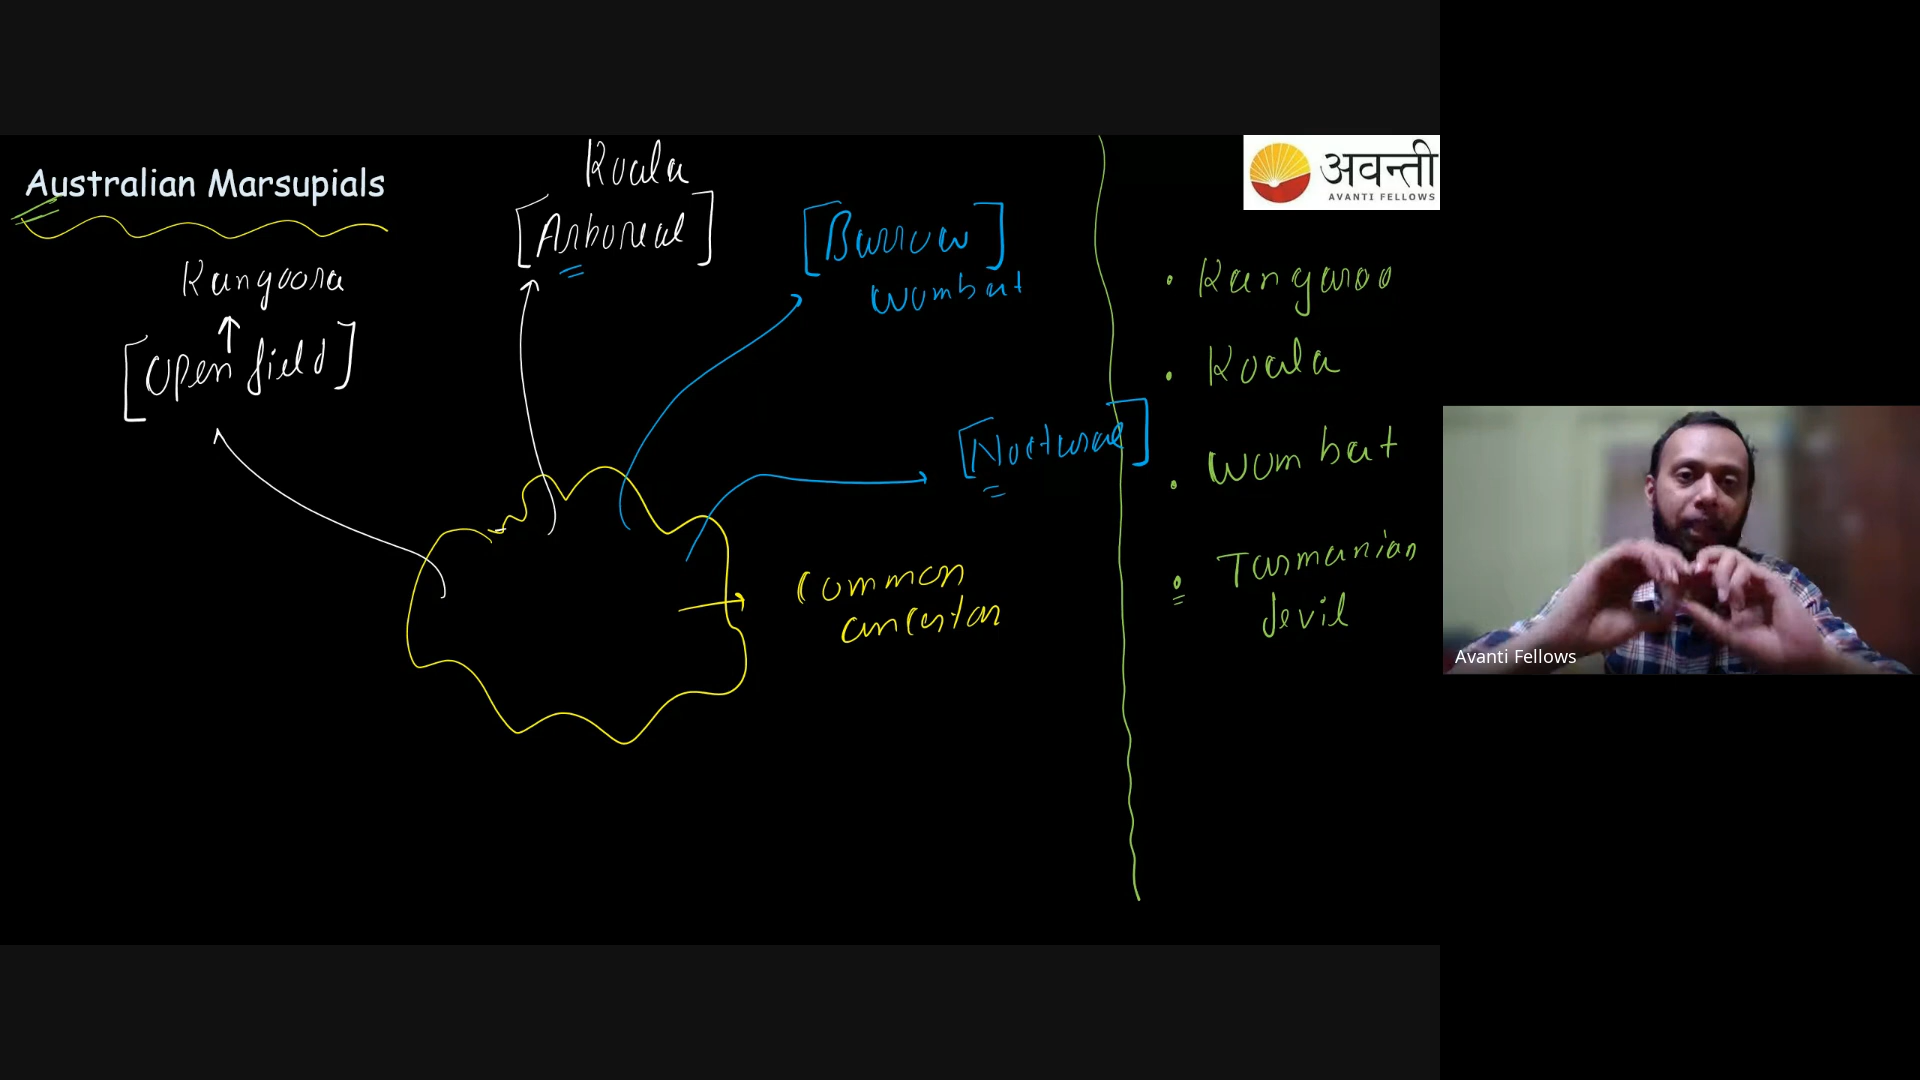 Australian Marsupials
Kangoora
[Open field]
Koala
[Arboreal]
[Burrow]
Wombat
[Nocturnal]
Common
ancestor
अवन्ती
AVANTI FELLOWS
• Kangaroo
• Koala
• Wombat
• Tasmanian
devil
Avanti Fellows